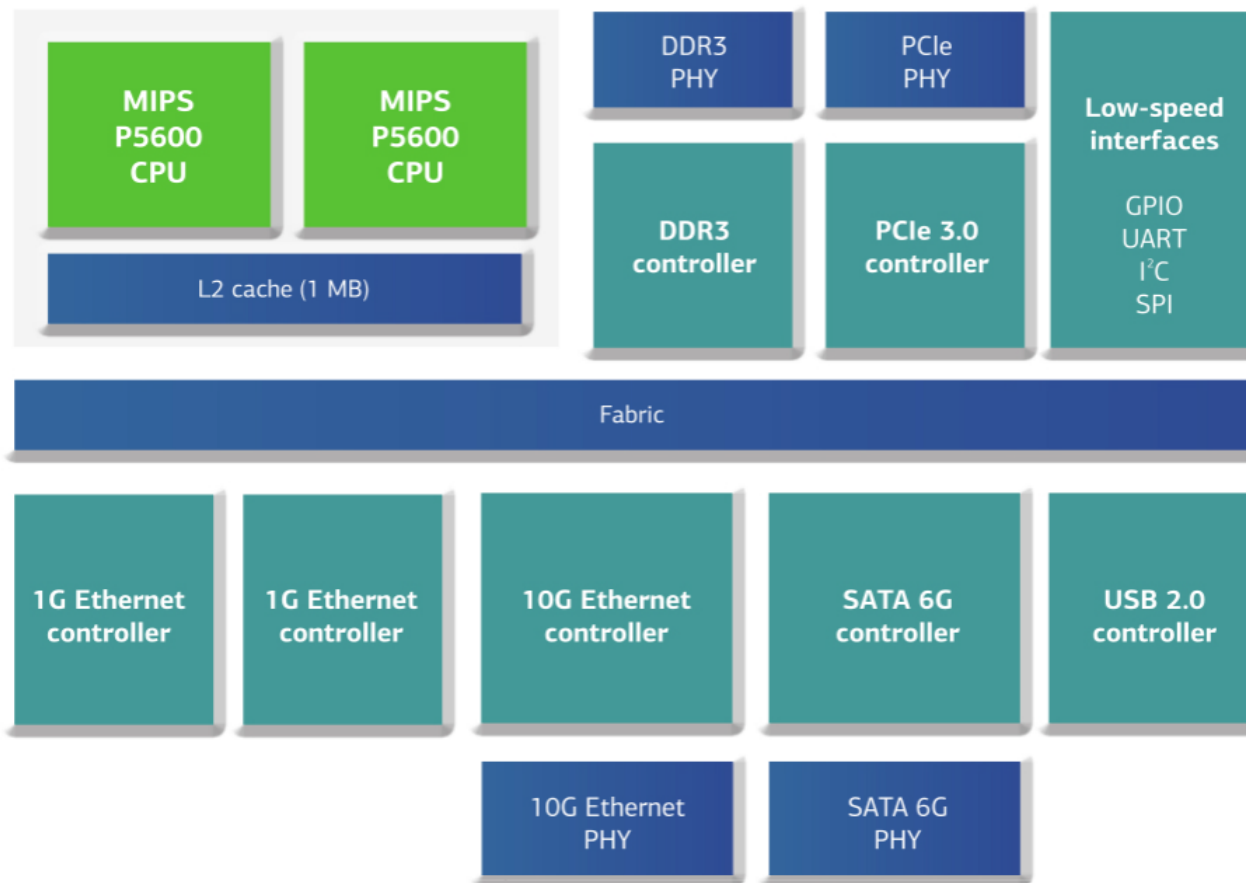 MIPS
P5600
CPU
MIPS
P5600
CPU
L2 cache (1 MB)
DDR3
PHY
PCIe
PHY
DDR3
controller
PCIe 3.0
controller
Low-speed
interfaces
GPIO
UART
I²C
SPI
Fabric
1G Ethernet
controller
1G Ethernet
controller
10G Ethernet
controller
SATA 6G
controller
USB 2.0
controller
10G Ethernet
PHY
SATA 6G
PHY